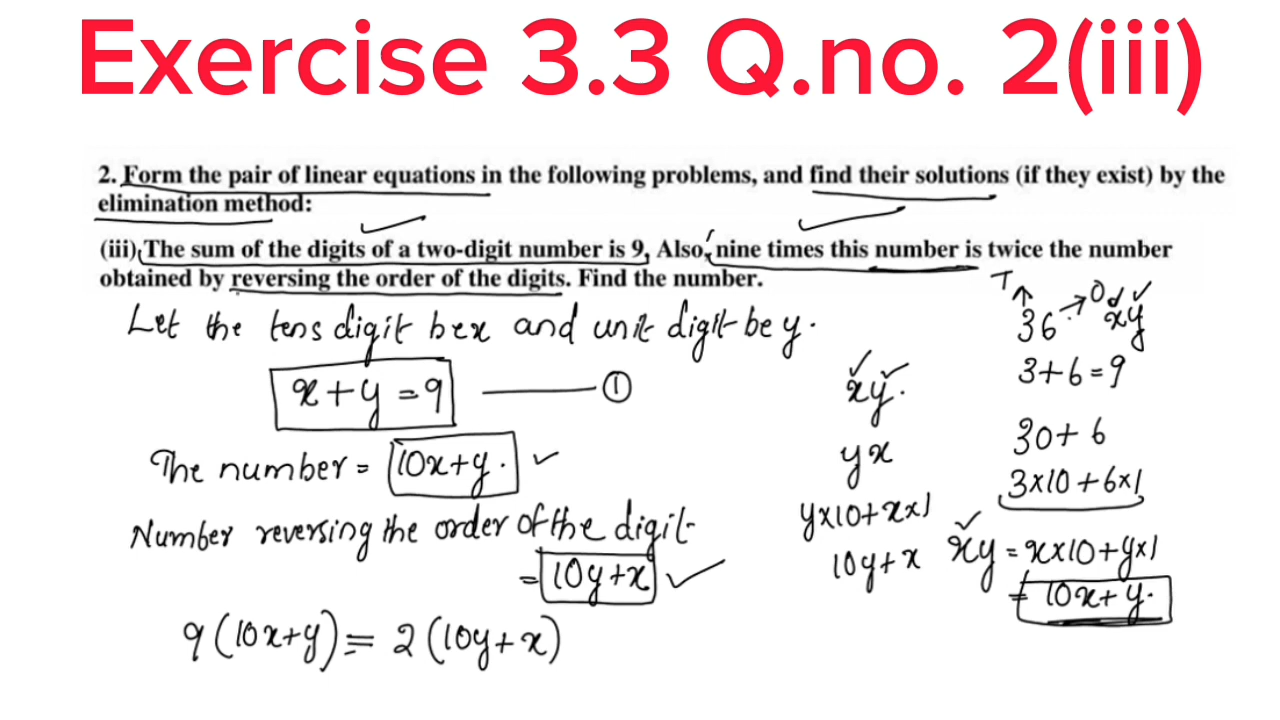 Exercise 3.3 Q.no. 2(iii)
2. Form the pair of linear equations in the following problems, and find their solutions (if they exist) by the
elimination method:
(iii) The sum of the digits of a two-digit number is 9. Also, nine times this number is twice the number
obtained by reversing the order of the digits. Find the number.
Let the tens digit be x and unit digit be y.
x+y=9 ——— ①
The number = 10x+y.
Number reversing the order of the digit
= 10y+x
9(10x+y) = 2(10y+x)
xy.
yx
y×10+x×1
10y+x
T
36 → O
xy
3+6=9
30+6
3×10+6×1
xy = x×10+y×1
= 10x+y.